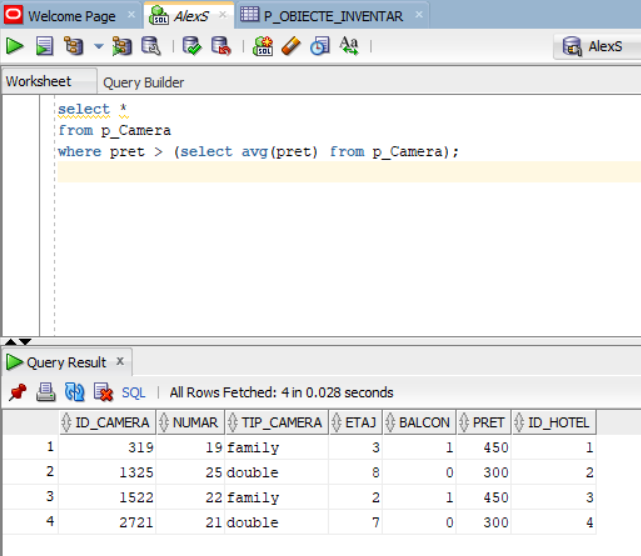 Welcome Page × AlexS × P_OBIECTE_INVENTAR ×
SQL Aa AlexS
Worksheet Query Builder
select *
from p_Camera
where pret > (select avg(pret) from p_Camera);
Query Result ×
SQL | All Rows Fetched: 4 in 0.028 seconds
ID_CAMERA NUMAR TIP_CAMERA ETAJ BALCON PRET ID_HOTEL
1 319 19 family 3 1 450 1
2 1325 25 double 8 0 300 2
3 1522 22 family 2 1 450 3
4 2721 21 double 7 0 300 4